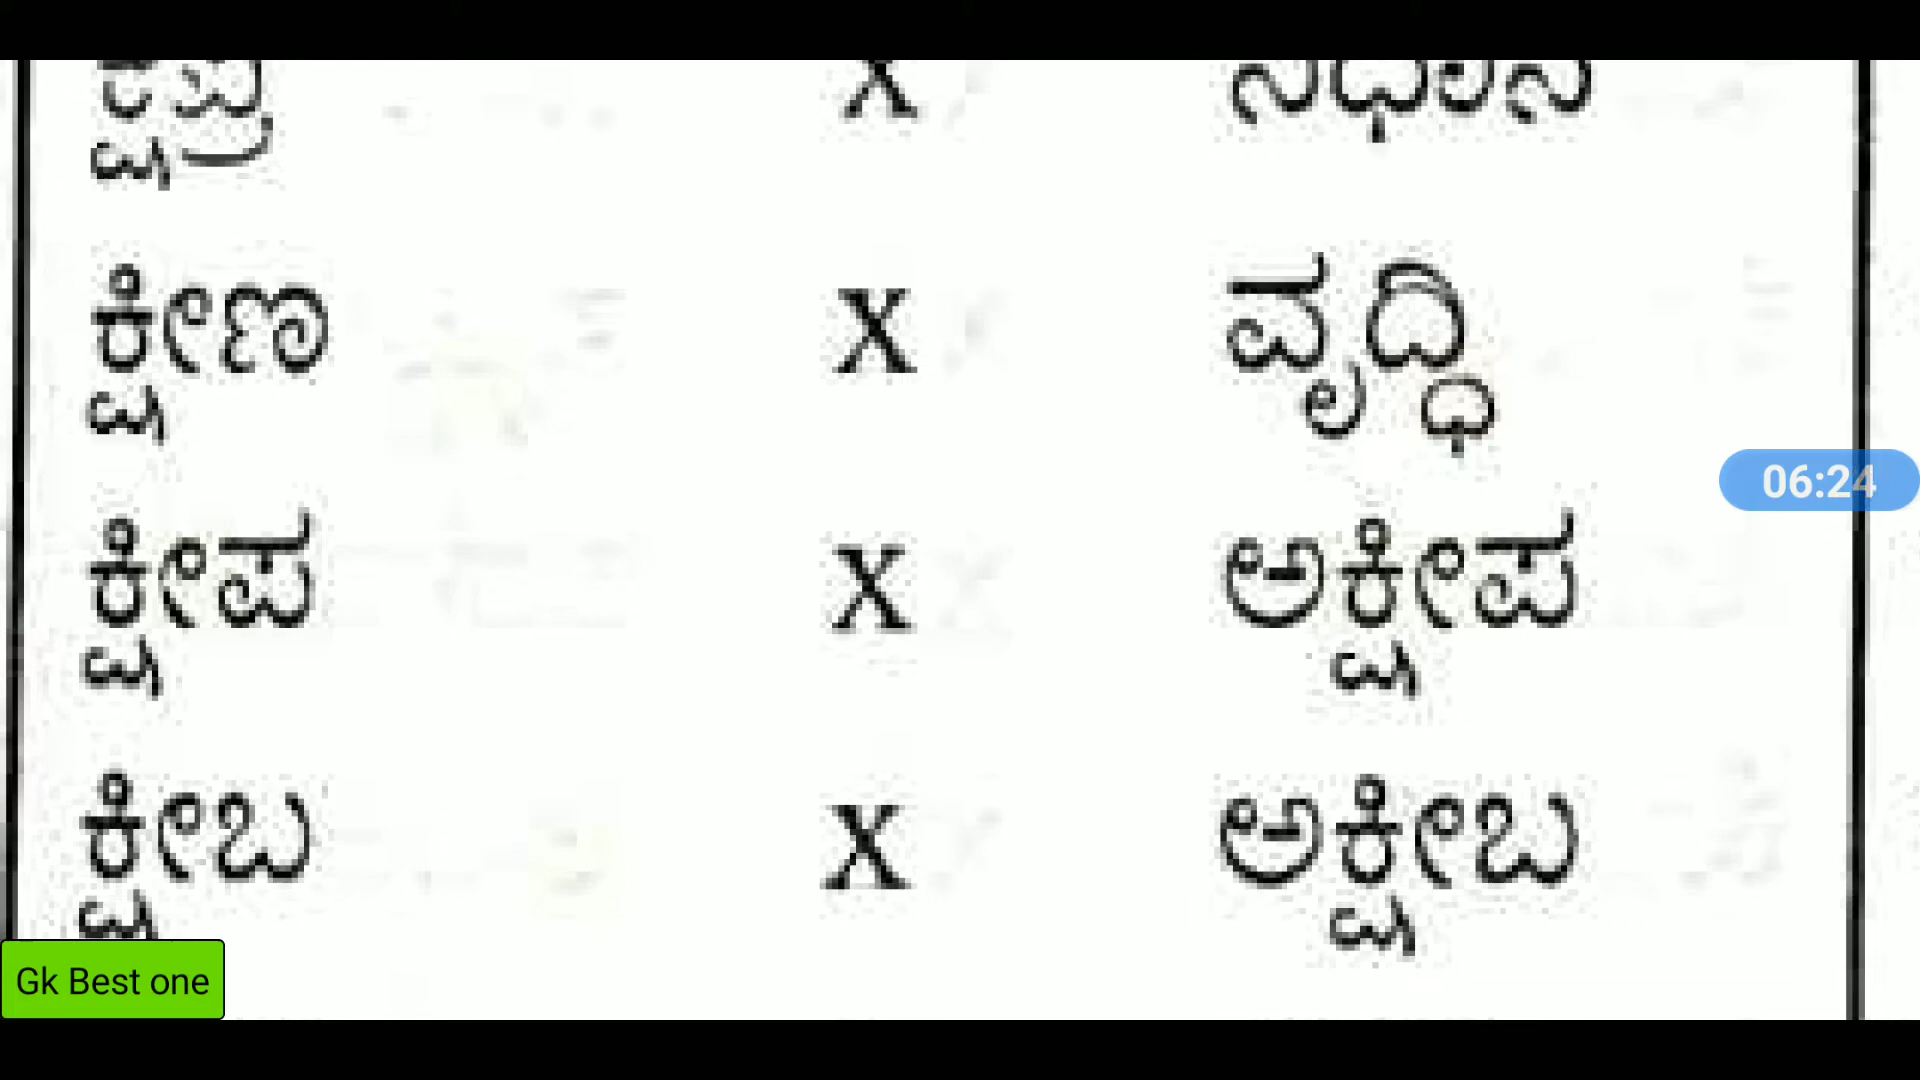 ಕ್ಷಿಪ್ರ X ನಿಧಾನ
ಕ್ಷೀಣ X ವೃದ್ಧಿ
ಕ್ಷೀಪ X ಅಕ್ಷೀಪ
06:24
ಕ್ಷೀಬ X ಅಕ್ಷೀಬ
Gk Best one